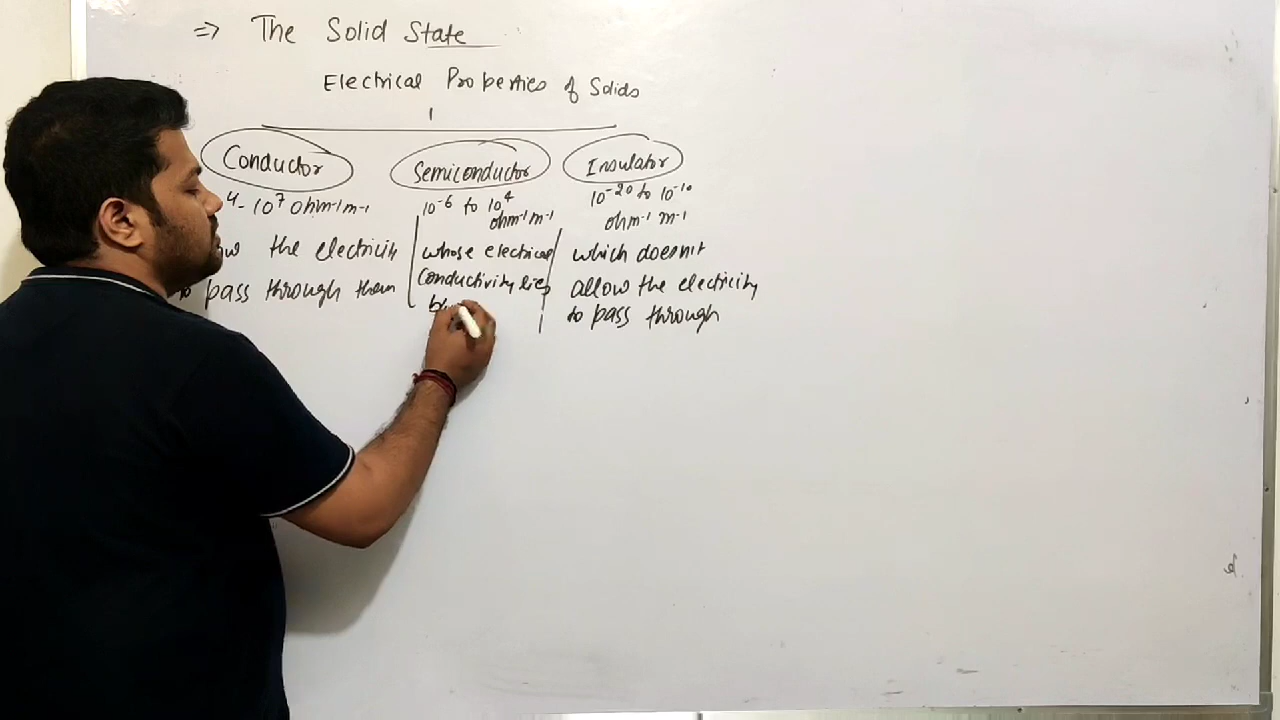 ⇒ The Solid State
Electrical Properties of Solids
Conductor
4 - 10⁷ ohm⁻¹m⁻¹
the electricity
to pass through them
Semiconductor
10⁻⁶ to 10⁴
ohm⁻¹m⁻¹
whose electrical
Conductivity lies
Insulator
10⁻²⁰ to 10⁻¹⁰
ohm⁻¹ m⁻¹
which doesn't
allow the electricity
to pass through